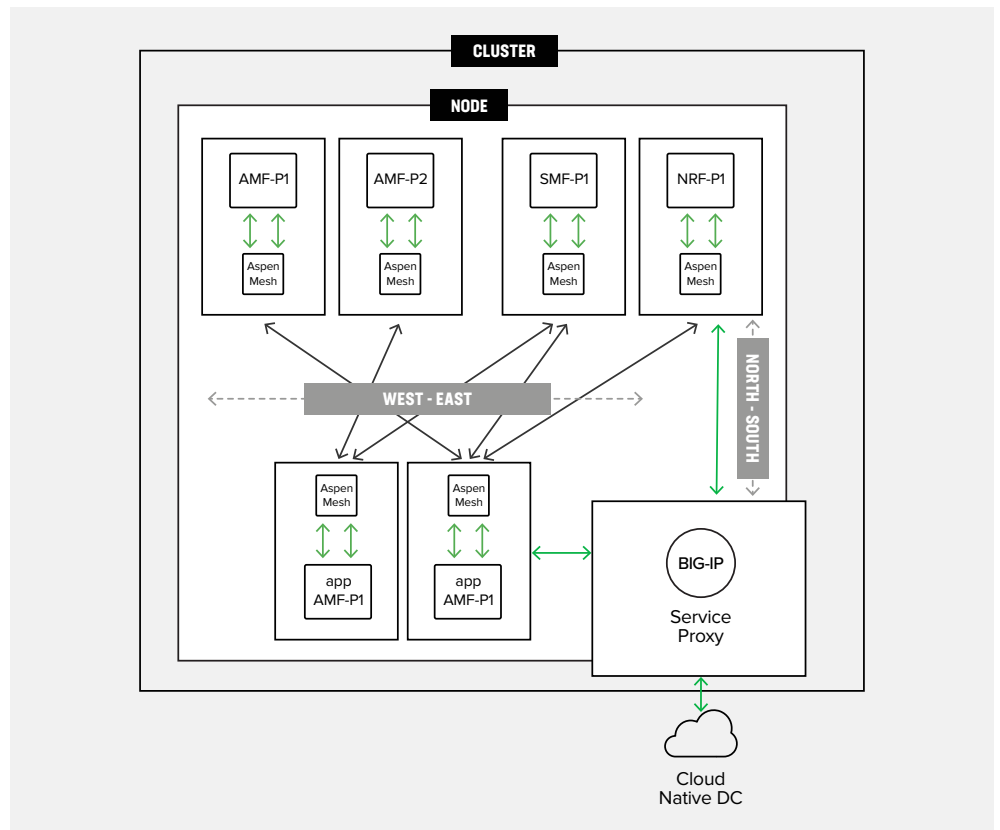 CLUSTER
NODE
AMF-P1
AMF-P2
SMF-P1
NRF-P1
Aspen
Mesh
Aspen
Mesh
Aspen
Mesh
Aspen
Mesh
WEST - EAST
NORTH - SOUTH
Aspen
Mesh
Aspen
Mesh
app
AMF-P1
app
AMF-P1
BIG-IP
Service
Proxy
Cloud
Native DC